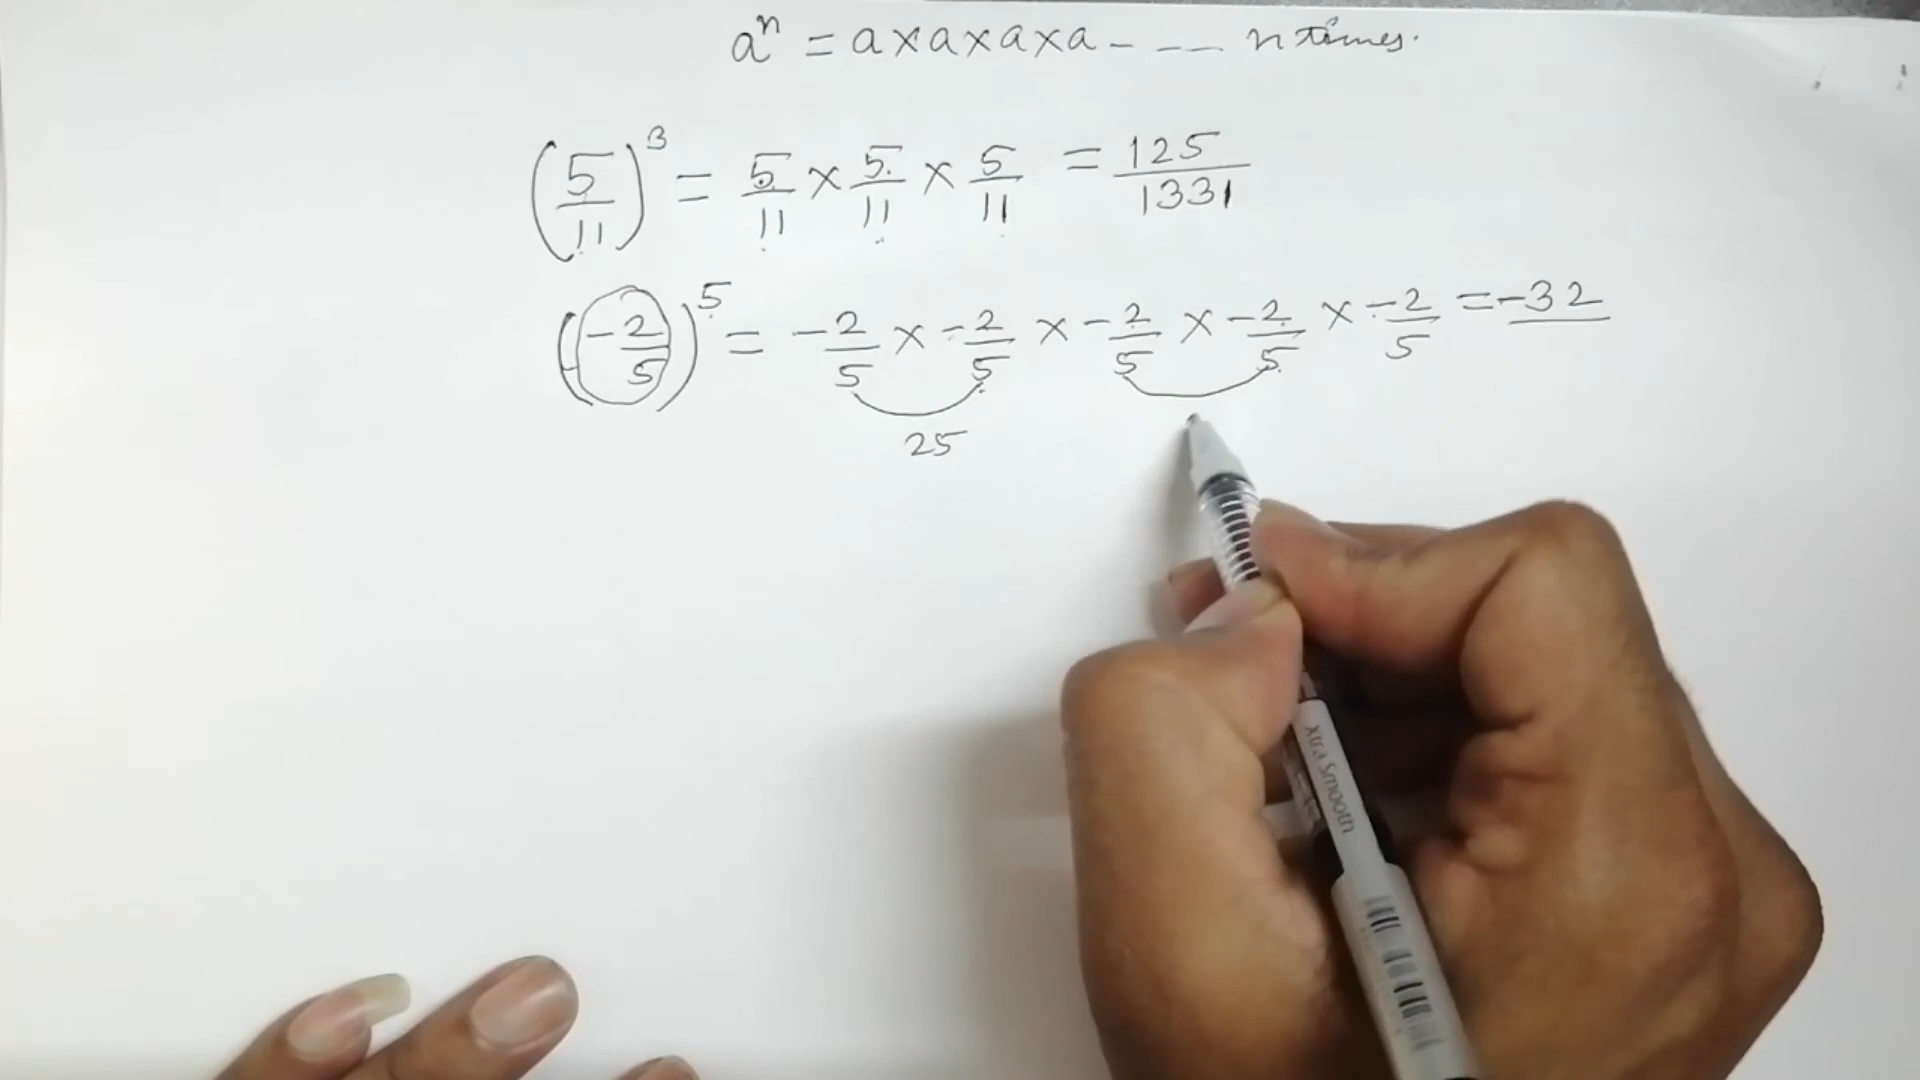 aⁿ = a × a × a × a - - — n times.
(5/11)³ = 5/11 × 5/11 × 5/11 = 125/1331
(-2/5)⁵ = -2/5 × -2/5 × -2/5 × -2/5 × -2/5 = -32
25
Xtra Smooth